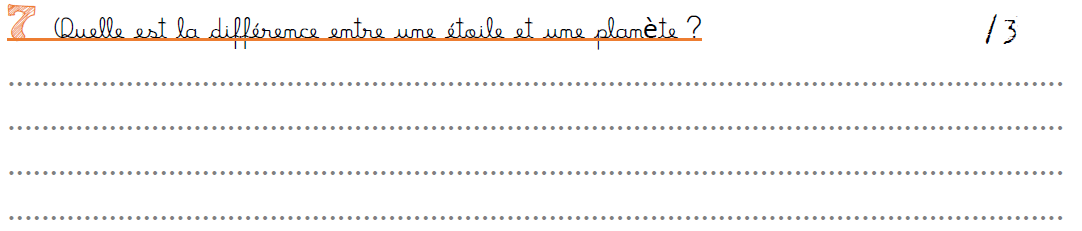 7 Quelle est la différence entre une étoile et une planète ? /3